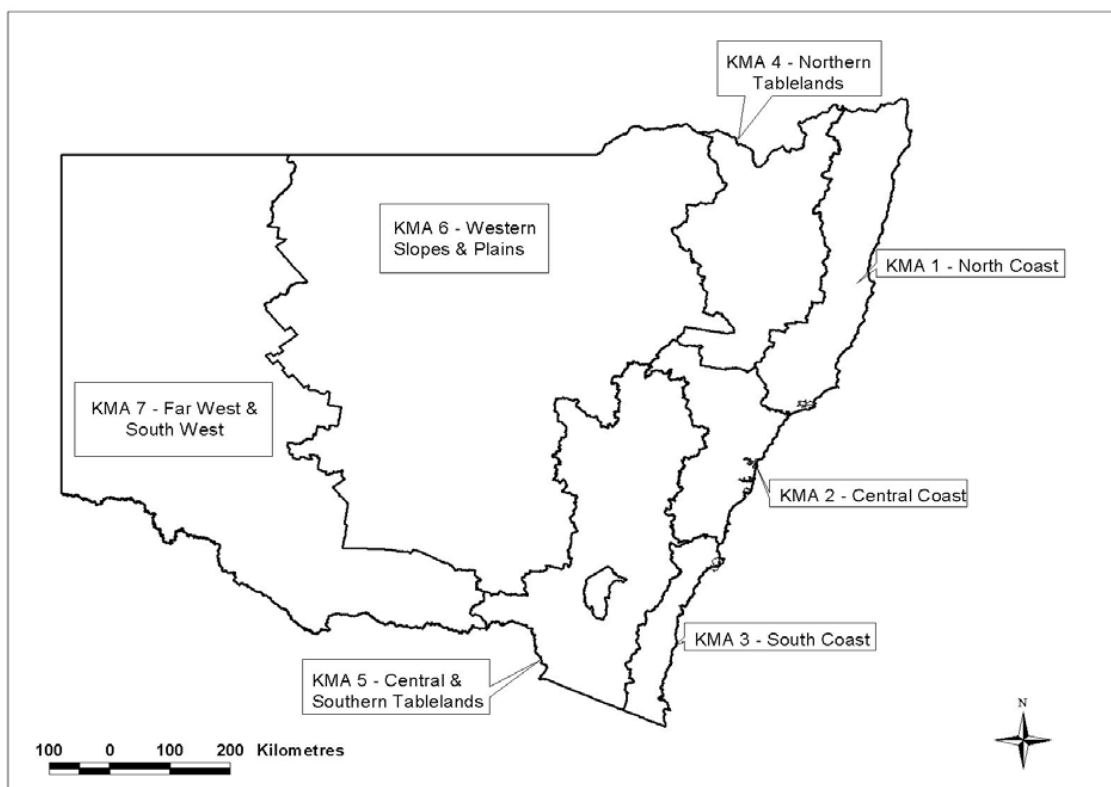 KMA 4 - Northern
Tablelands
KMA 6 - Western
Slopes & Plains
KMA 1 - North Coast
KMA 7 - Far West &
South West
KMA 2 - Central Coast
KMA 3 - South Coast
KMA 5 - Central &
Southern Tablelands
N
100 0 100 200 Kilometres